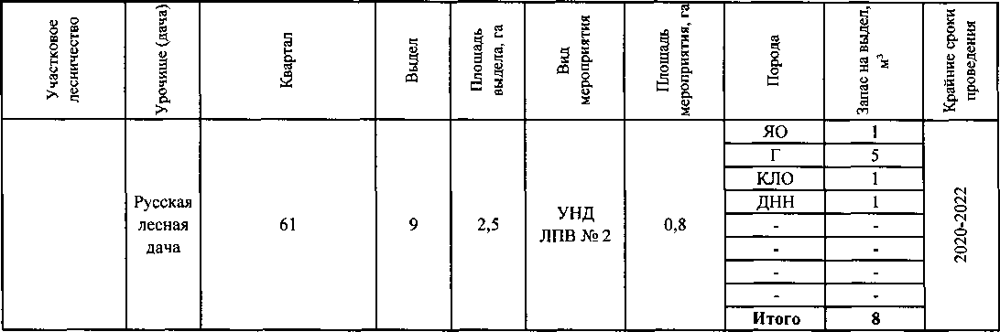 Участковое
лесничество
Урочище (дача)
Квартал
Выдел
Площадь
выдела, га
Вид
мероприятия
Площадь
мероприятия, га
Порода
Запас на выдел,
м³
Крайние сроки
проведения
Русская
лесная
дача
61
9
2,5
УНД
ЛПВ № 2
0,8
ЯО 1
Г 5
КЛО 1
ДНН 1
- -
- -
- -
- -
Итого 8
2020-2022